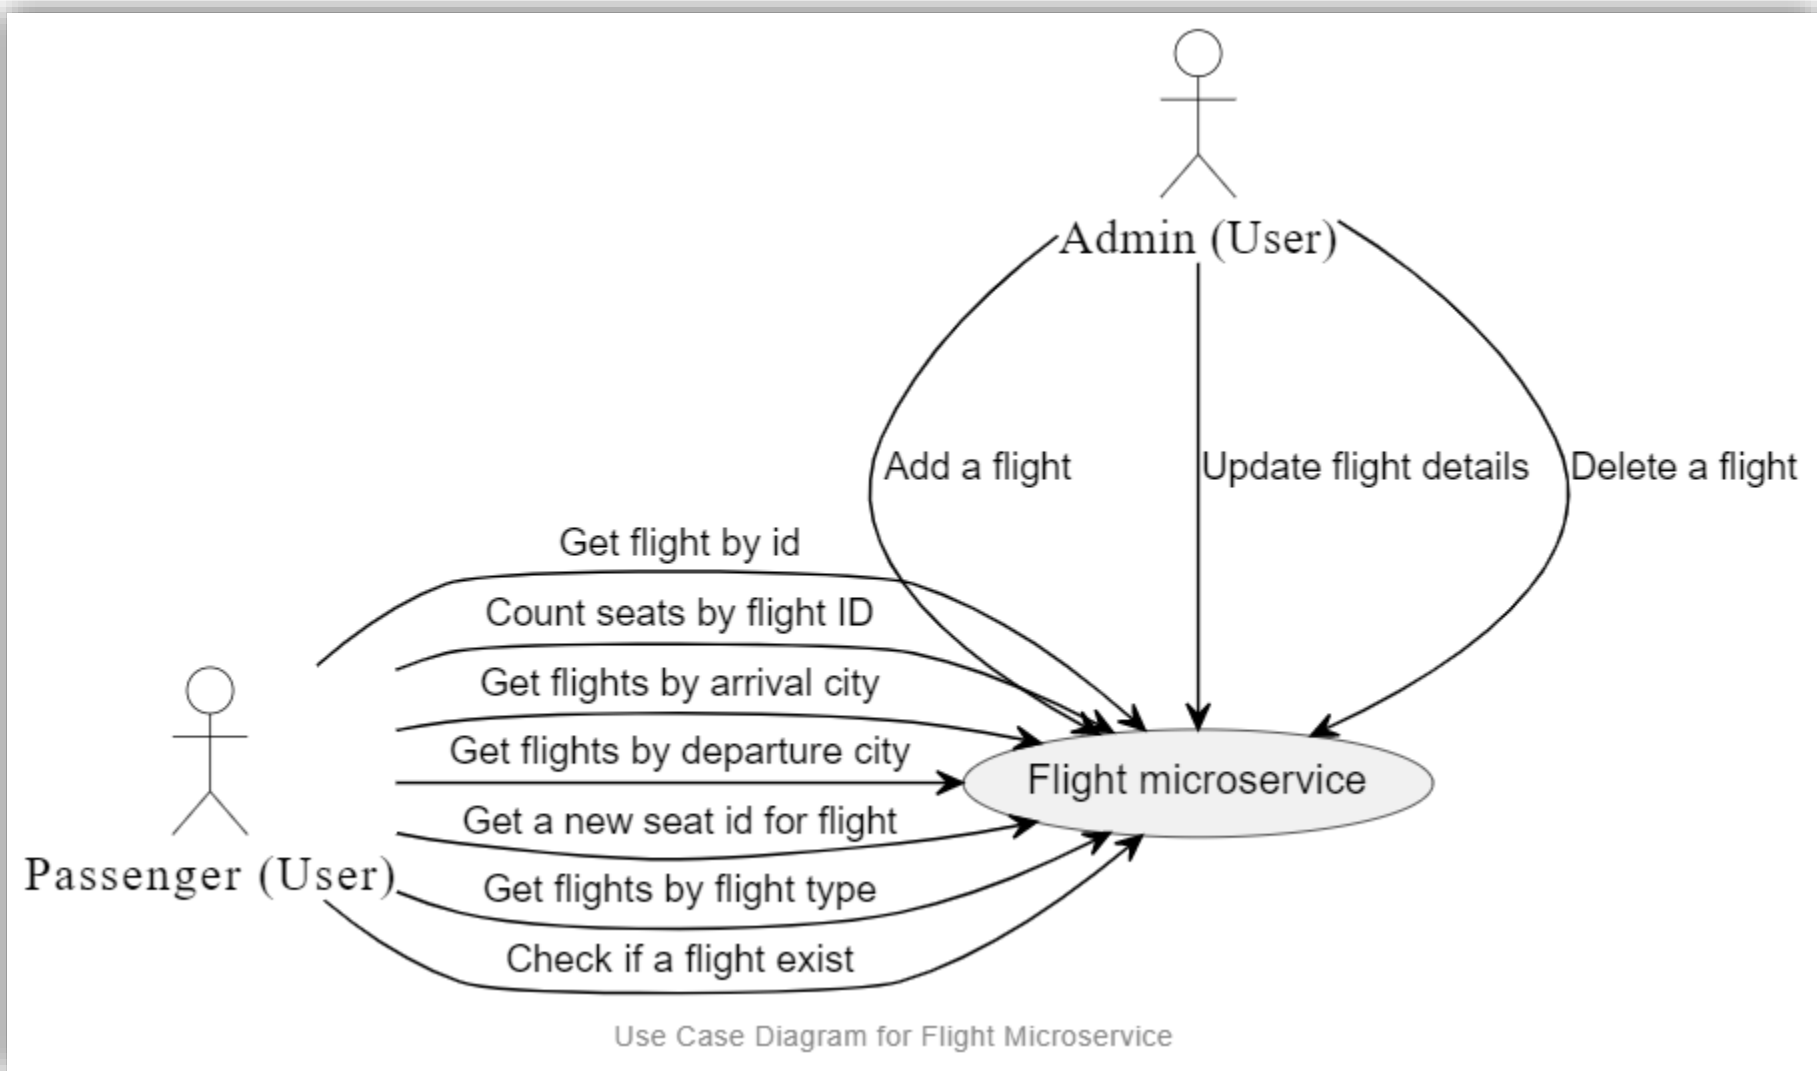 Admin (User)
Add a flight
Update flight details
Delete a flight
Get flight by id
Count seats by flight ID
Get flights by arrival city
Get flights by departure city
Flight microservice
Get a new seat id for flight
Passenger (User)
Get flights by flight type
Check if a flight exist
Use Case Diagram for Flight Microservice